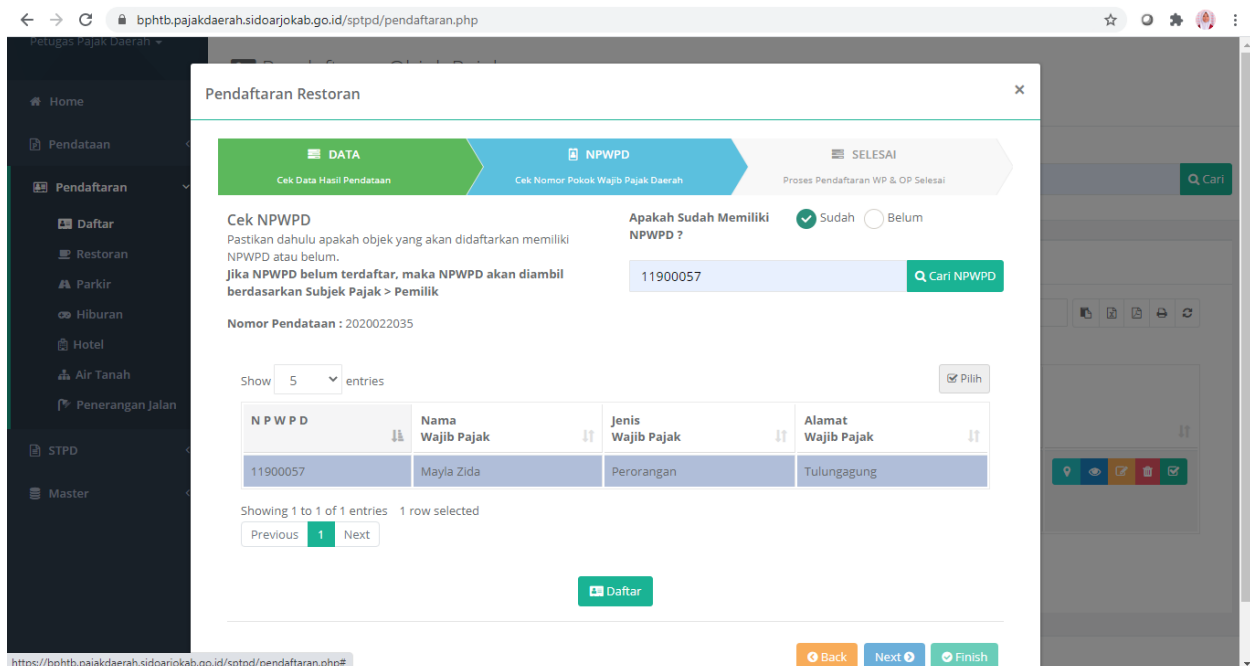 bphtb.pajakdaerah.sidoarjokab.go.id/sptpd/pendaftaran.php
Petugas Pajak Daerah
Home
Pendataan
Pendaftaran
Daftar
Restoran
Parkir
Hiburan
Hotel
Air Tanah
Penerangan Jalan
STPD
Master
Cari
Pendaftaran Restoran
×
DATA
Cek Data Hasil Pendataan
NPWPD
Cek Nomor Pokok Wajib Pajak Daerah
SELESAI
Proses Pendaftaran WP & OP Selesai
Cek NPWPD
Pastikan dahulu apakah objek yang akan didaftarkan memiliki
NPWPD atau belum.
Jika NPWPD belum terdaftar, maka NPWPD akan diambil
berdasarkan Subjek Pajak > Pemilik
Nomor Pendataan : 2020022035
Apakah Sudah Memiliki
NPWPD ?
Sudah Belum
11900057 Cari NPWPD
Show 5 entries
Pilih
N P W P D
Nama
Wajib Pajak
Jenis
Wajib Pajak
Alamat
Wajib Pajak
11900057 Mayla Zida Perorangan Tulungagung
Showing 1 to 1 of 1 entries 1 row selected
Previous 1 Next
Daftar
Back Next Finish
https://bphtb.pajakdaerah.sidoarjokab.go.id/sptpd/pendaftaran.php#